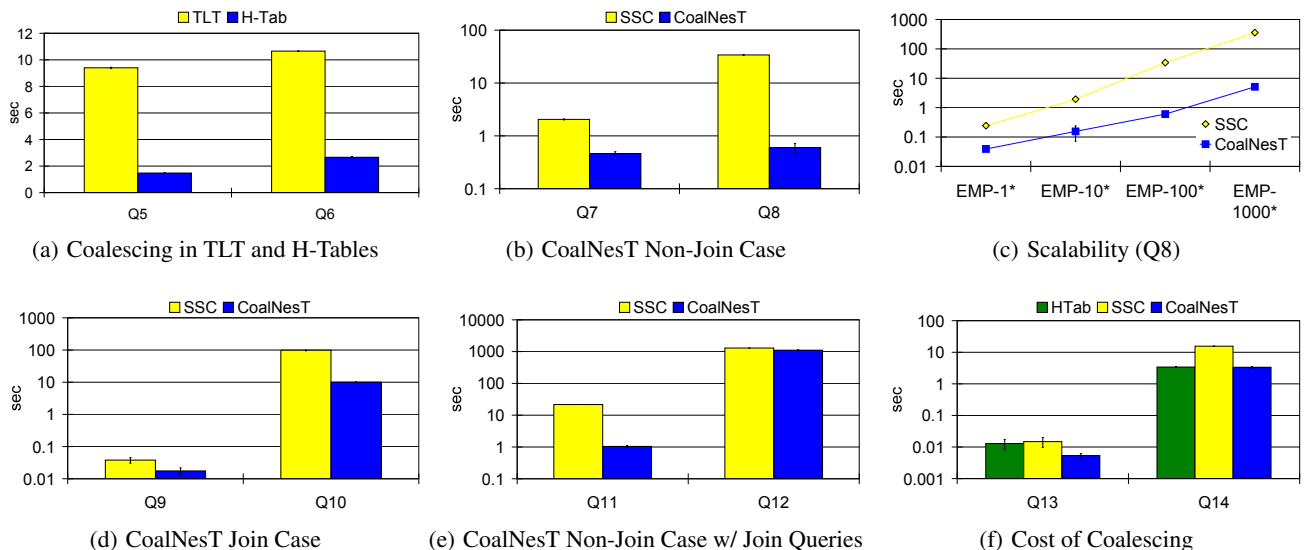 TLT H-Tab
12
10
8
6
4
2
0
sec
Q5 Q6
(a) Coalescing in TLT and H-Tables
SSC CoalNesT
100
10
1
0.1
sec
Q7 Q8
(b) CoalNesT Non-Join Case
1000
100
10
1
0.1
0.01
sec
SSC
CoalNesT
EMP-1* EMP-10* EMP-100* EMP-
1000*
(c) Scalability (Q8)
SSC CoalNesT
1000
100
10
1
0.1
0.01
sec
Q9 Q10
(d) CoalNesT Join Case
SSC CoalNesT
10000
1000
100
10
1
0.1
sec
Q11 Q12
(e) CoalNesT Non-Join Case w/ Join Queries
HTab SSC CoalNesT
100
10
1
0.1
0.01
0.001
sec
Q13 Q14
(f) Cost of Coalescing